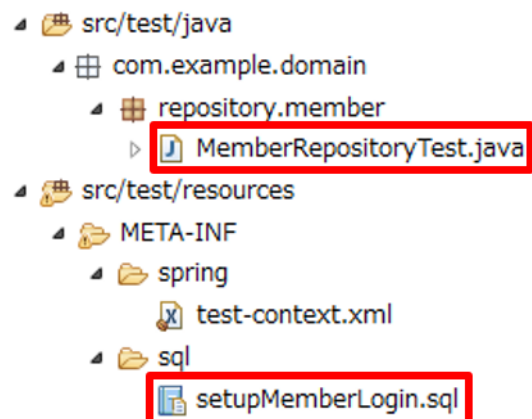 src/test/java
com.example.domain
repository.member
MemberRepositoryTest.java
src/test/resources
META-INF
spring
test-context.xml
sql
setupMemberLogin.sql